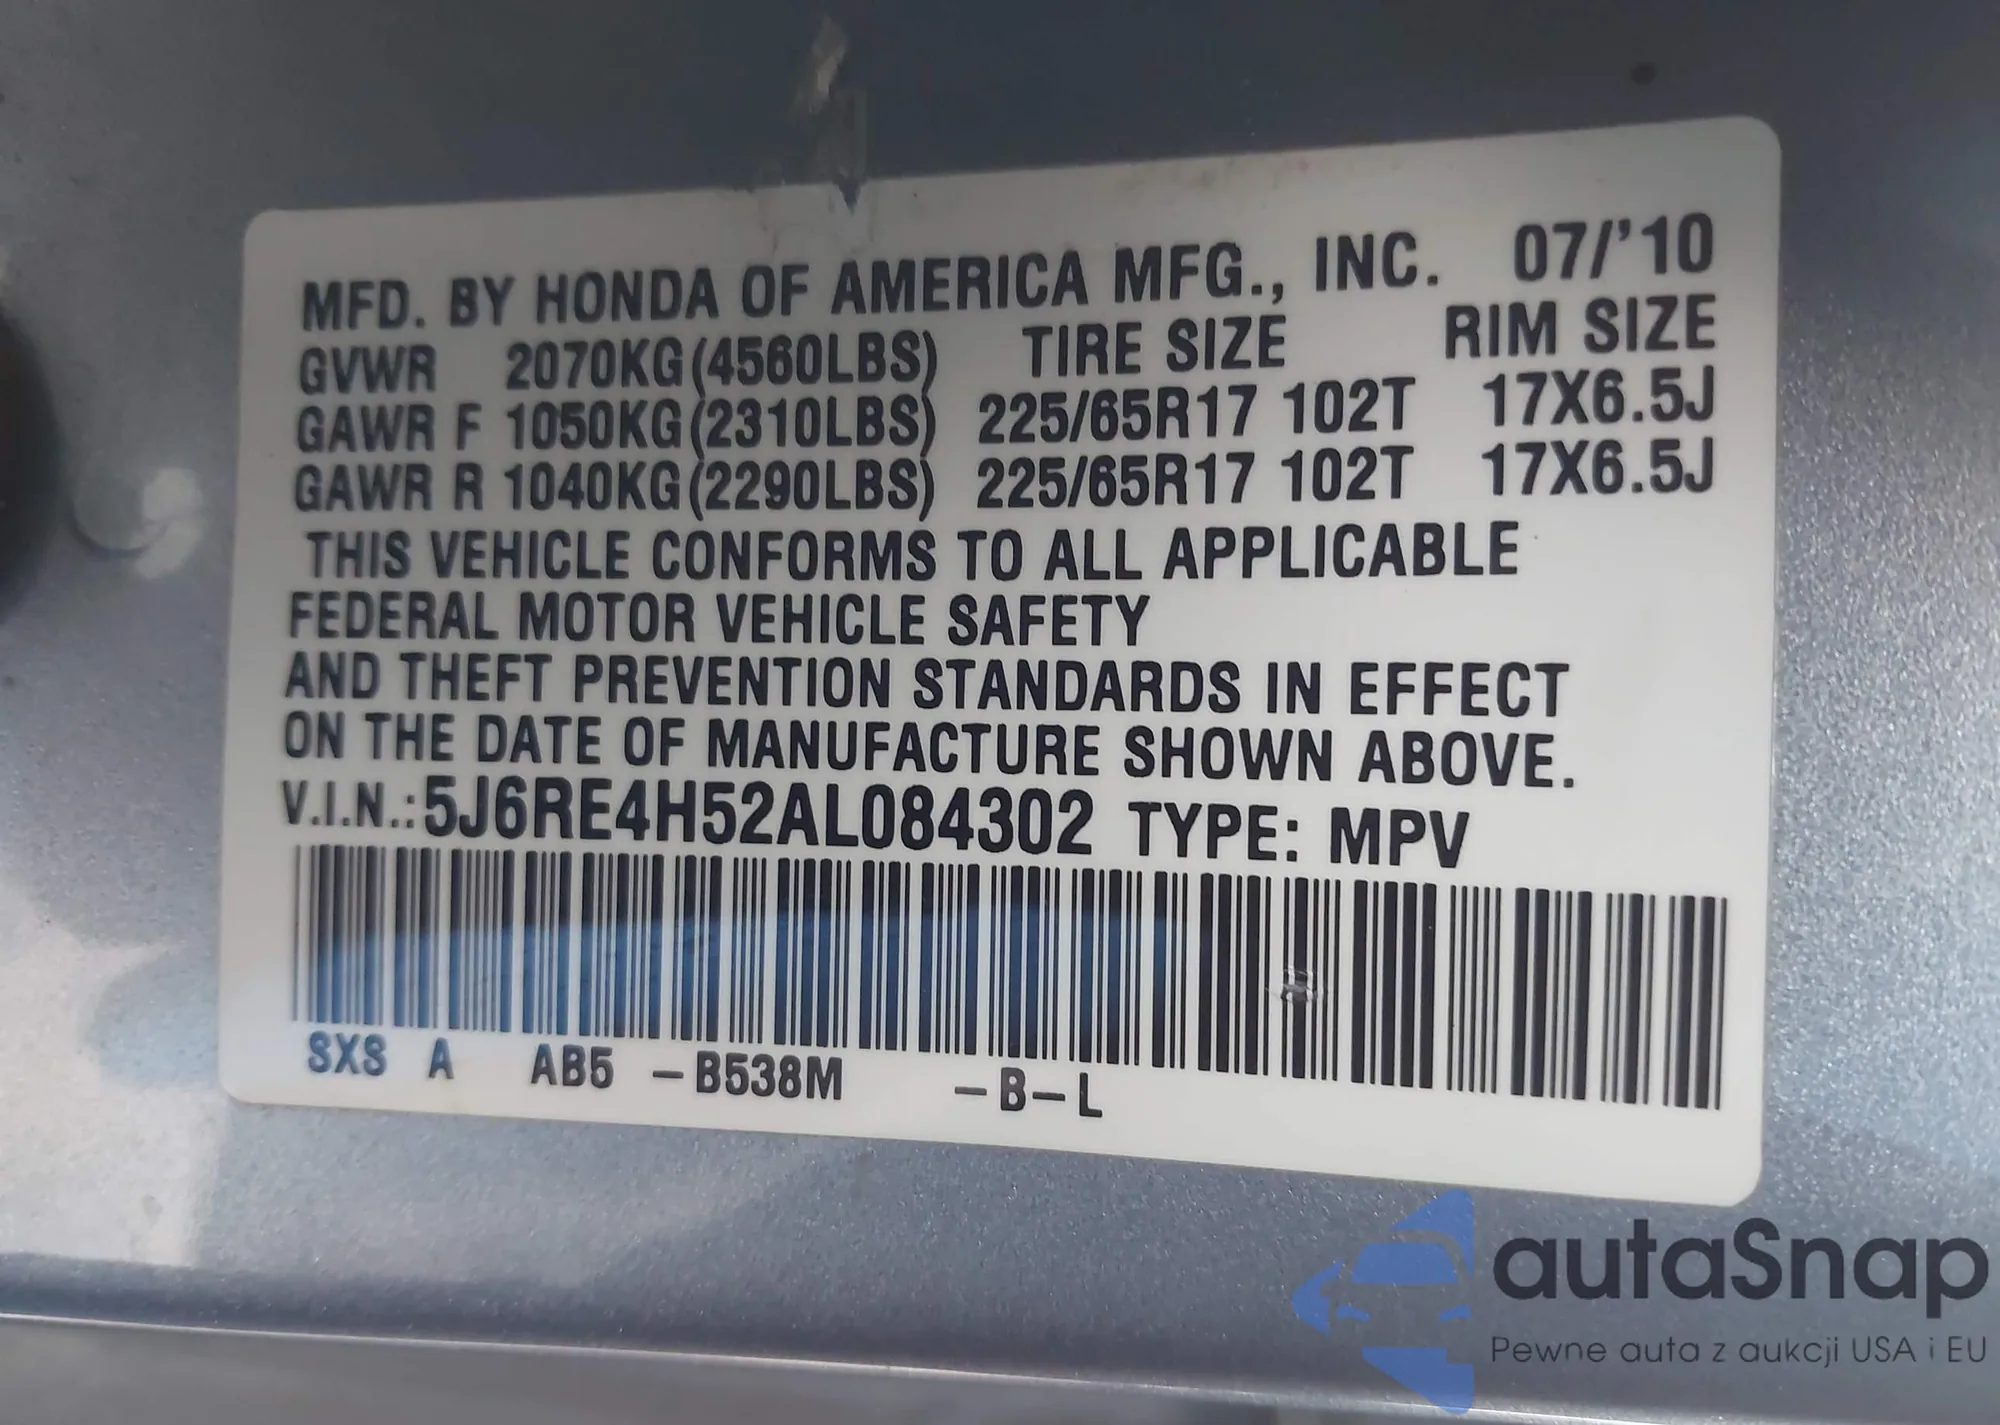 MFD. BY HONDA OF AMERICA MFG., INC. 07/'10
GVWR 2070KG(4560LBS) TIRE SIZE RIM SIZE
GAWR F 1050KG(2310LBS) 225/65R17 102T 17X6.5J
GAWR R 1040KG(2290LBS) 225/65R17 102T 17X6.5J
THIS VEHICLE CONFORMS TO ALL APPLICABLE
FEDERAL MOTOR VEHICLE SAFETY
AND THEFT PREVENTION STANDARDS IN EFFECT
ON THE DATE OF MANUFACTURE SHOWN ABOVE.
V.I.N.:5J6RE4H52AL084302 TYPE: MPV
SXS A AB5 –B538M –B–L
autaSnap
Pewne auta z aukcji USA i EU